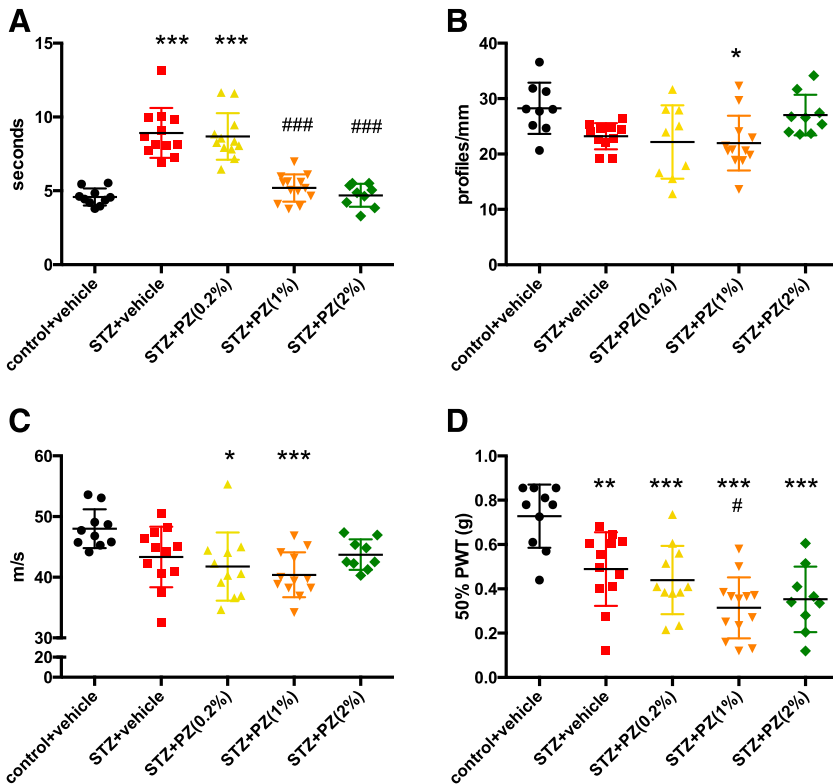 A
15
10
5
0
seconds
*** ***
### ###
control+vehicle
STZ+vehicle
STZ+PZ(0.2%)
STZ+PZ(1%)
STZ+PZ(2%)
B
40
30
20
10
0
profiles/mm
*
control+vehicle
STZ+vehicle
STZ+PZ(0.2%)
STZ+PZ(1%)
STZ+PZ(2%)
C
60
50
40
30
20
0
m/s
* ***
control+vehicle
STZ+vehicle
STZ+PZ(0.2%)
STZ+PZ(1%)
STZ+PZ(2%)
D
1.0
0.8
0.6
0.4
0.2
0.0
50% PWT (g)
** *** *** ***
#
control+vehicle
STZ+vehicle
STZ+PZ(0.2%)
STZ+PZ(1%)
STZ+PZ(2%)